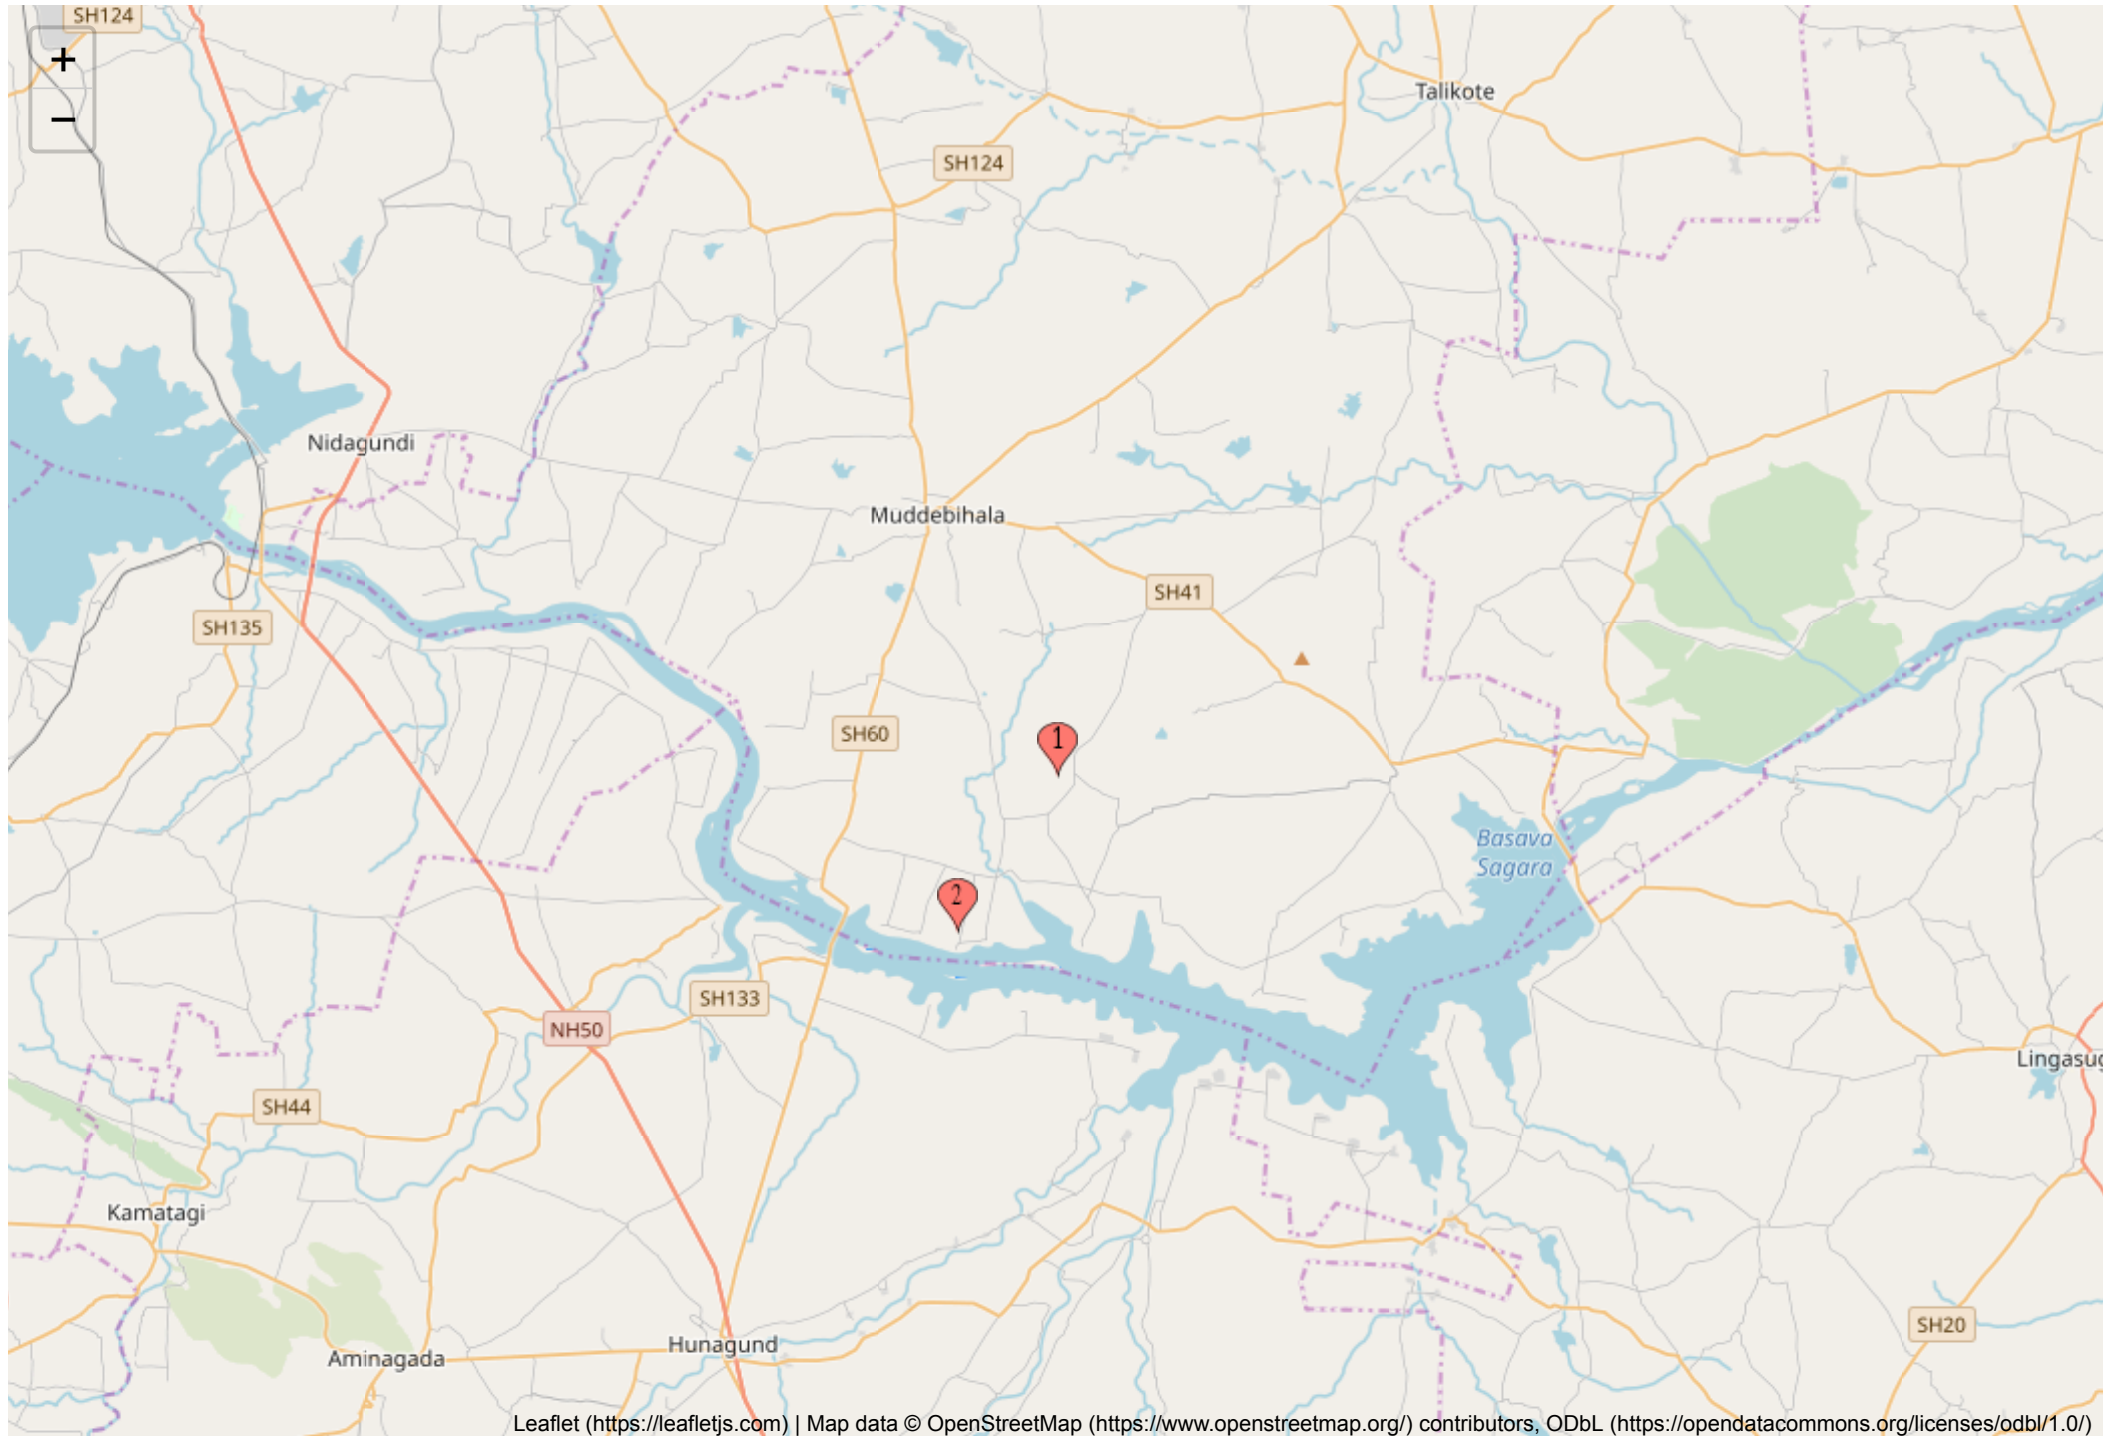 SH124
+
−
Talikote
SH124
Nidagundi
Muddebihala
SH41
SH135
SH60
1
Basava
Sagara
2
SH133
NH50
Lingasug
SH44
Kamatagi
SH20
Hunagund
Aminagada
Leaflet (https://leafletjs.com) | Map data © OpenStreetMap (https://www.openstreetmap.org/) contributors, ODbL (https://opendatacommons.org/licenses/odbl/1.0/)